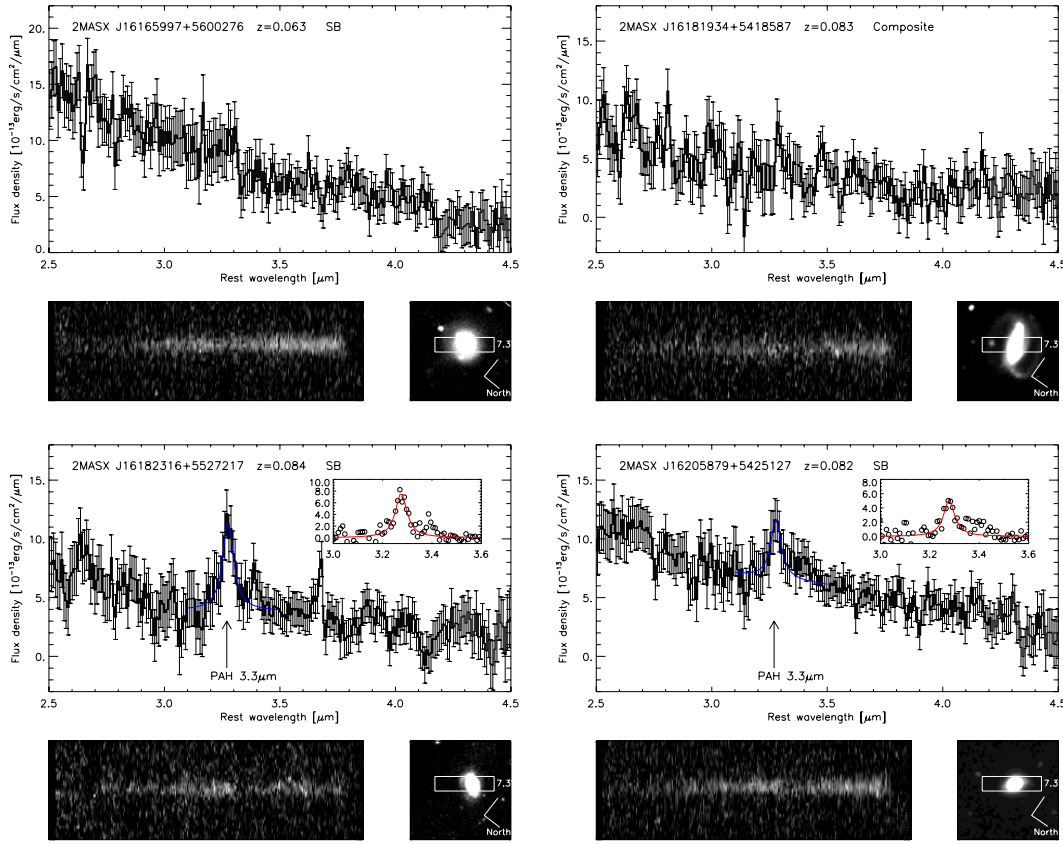 2MASX J16165997+5600276 z=0.063 SB
20.
15.
10.
5.
0.
Flux density [10⁻¹³erg/s/cm²/μm]
2.5 3.0 3.5 4.0 4.5
Rest wavelength [μm]
7.3
North
2MASX J16181934+5418587 z=0.083 Composite
10.
5.
0.
Flux density [10⁻¹³erg/s/cm²/μm]
2.5 3.0 3.5 4.0 4.5
Rest wavelength [μm]
7.3
North
2MASX J16182316+5527217 z=0.084 SB
15.
10.
5.
0.
Flux density [10⁻¹³erg/s/cm²/μm]
10.0
8.0
6.0
4.0
2.0
0.0
3.0 3.2 3.4 3.6
PAH 3.3μm
2.5 3.0 3.5 4.0 4.5
Rest wavelength [μm]
7.3
North
2MASX J16205879+5425127 z=0.082 SB
15.
10.
5.
0.
Flux density [10⁻¹³erg/s/cm²/μm]
8.0
6.0
4.0
2.0
0.0
3.0 3.2 3.4 3.6
PAH 3.3μm
2.5 3.0 3.5 4.0 4.5
Rest wavelength [μm]
7.3
North